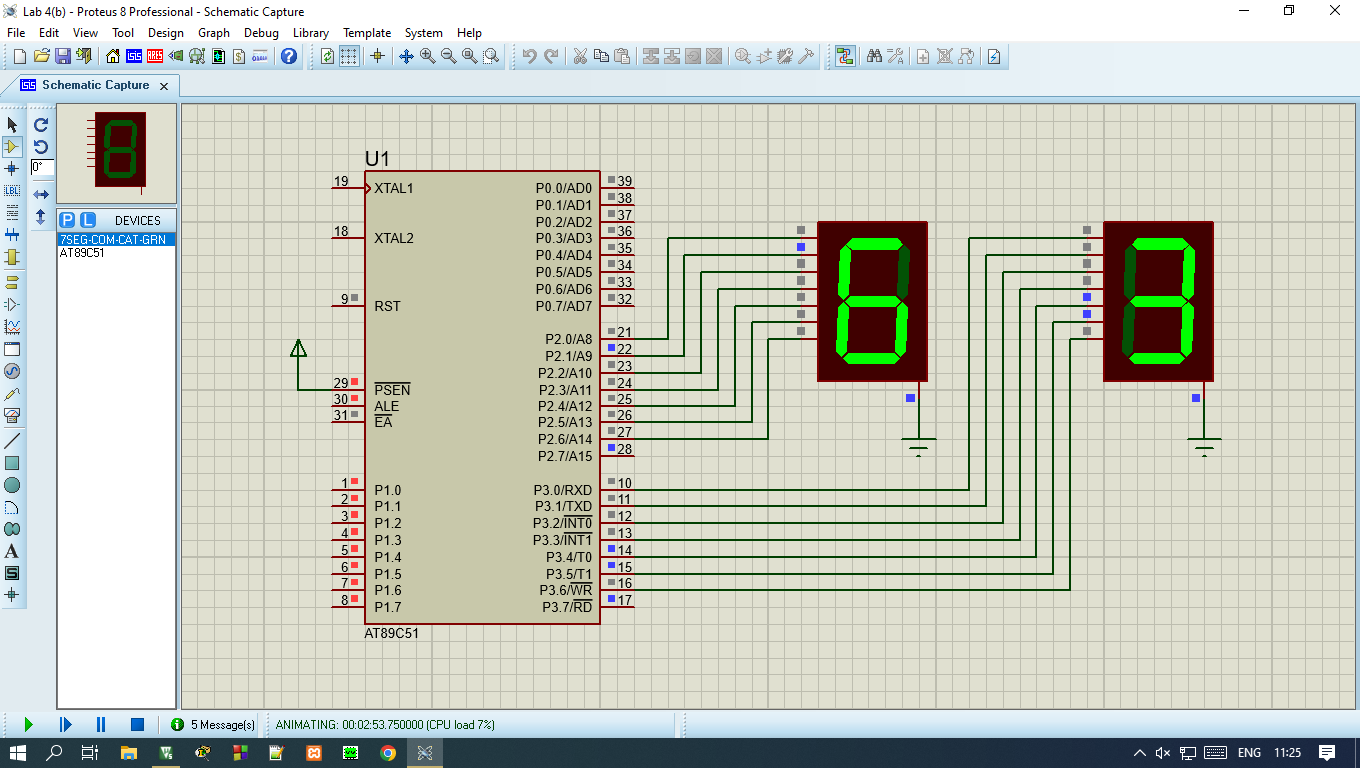 Lab 4(b) - Proteus 8 Professional - Schematic Capture
File Edit View Tool Design Graph Debug Library Template System Help
Schematic Capture
0°
LBL
P L DEVICES
7SEG-COM-CAT-GRN
AT89C51
A
S
U1
19 XTAL1
18 XTAL2
9 RST
29 PSEN
30 ALE
31 EA
1 P1.0
2 P1.1
3 P1.2
4 P1.3
5 P1.4
6 P1.5
7 P1.6
8 P1.7
P0.0/AD0 39
P0.1/AD1 38
P0.2/AD2 37
P0.3/AD3 36
P0.4/AD4 35
P0.5/AD5 34
P0.6/AD6 33
P0.7/AD7 32
P2.0/A8 21
P2.1/A9 22
P2.2/A10 23
P2.3/A11 24
P2.4/A12 25
P2.5/A13 26
P2.6/A14 27
P2.7/A15 28
P3.0/RXD 10
P3.1/TXD 11
P3.2/INT0 12
P3.3/INT1 13
P3.4/T0 14
P3.5/T1 15
P3.6/WR 16
P3.7/RD 17
AT89C51
6 3
5 Message(s) ANIMATING: 00:02:53.750000 (CPU load 7%)
ENG 11:25